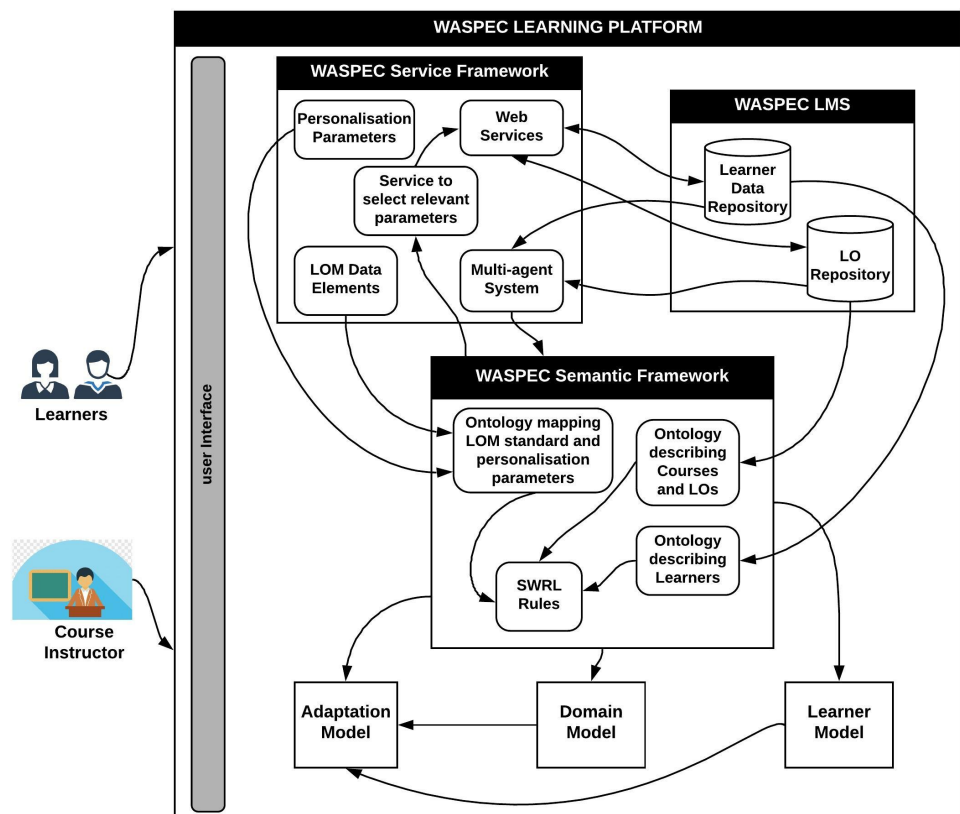 WASPEC LEARNING PLATFORM
WASPEC Service Framework
Personalisation
Parameters
Web
Services
Service to
select relevant
parameters
LOM Data
Elements
Multi-agent
System
WASPEC LMS
Learner
Data
Repository
LO
Repository
Learners
user Interface
WASPEC Semantic Framework
Ontology mapping
LOM standard and
personalisation
parameters
Ontology
describing
Courses
and LOs
Ontology
describing
Learners
SWRL
Rules
Course
Instructor
Adaptation
Model
Domain
Model
Learner
Model